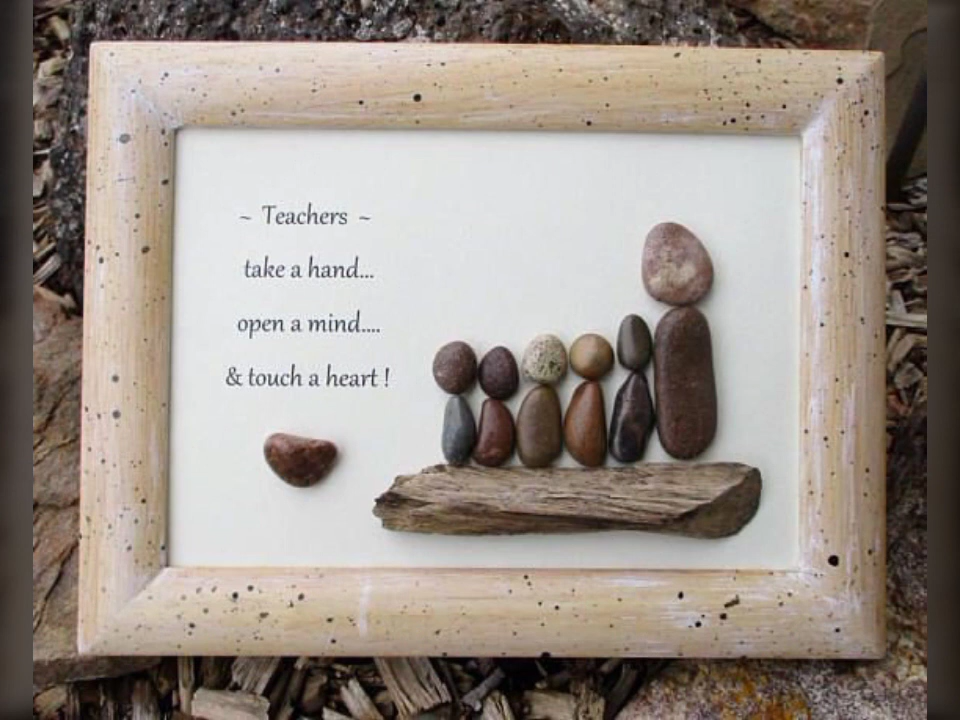 ~ Teachers ~
take a hand...
open a mind....
& touch a heart !